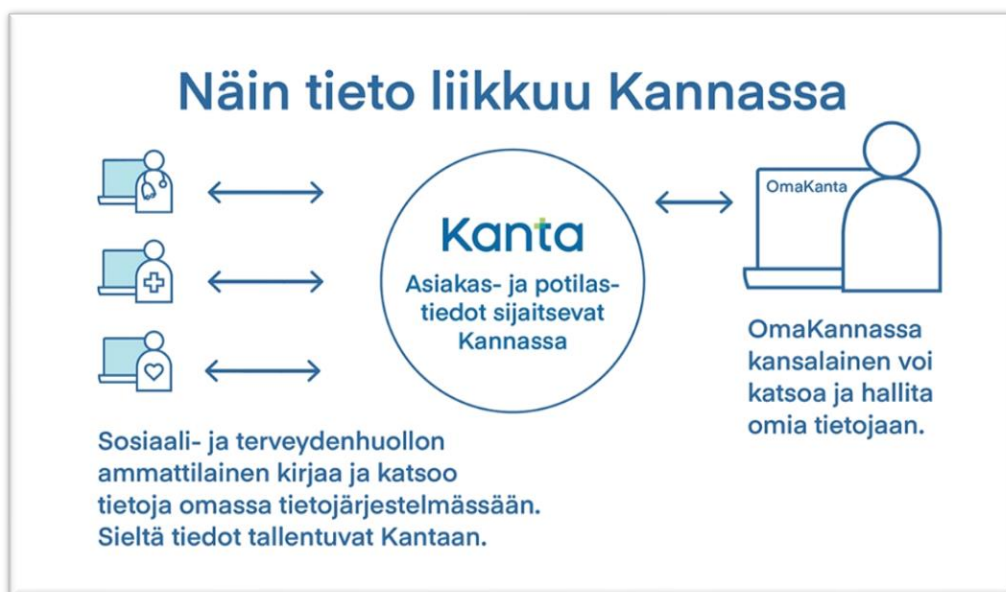 Näin tieto liikkuu Kannassa
Kanta
Asiakas- ja potilas-
tiedot sijaitsevat
Kannassa
OmaKanta
OmaKannassa
kansalainen voi
katsoa ja hallita
omia tietojaan.
Sosiaali- ja terveydenhuollon
ammattilainen kirjaa ja katsoo
tietoja omassa tietojärjestelmässään.
Sieltä tiedot tallentuvat Kantaan.